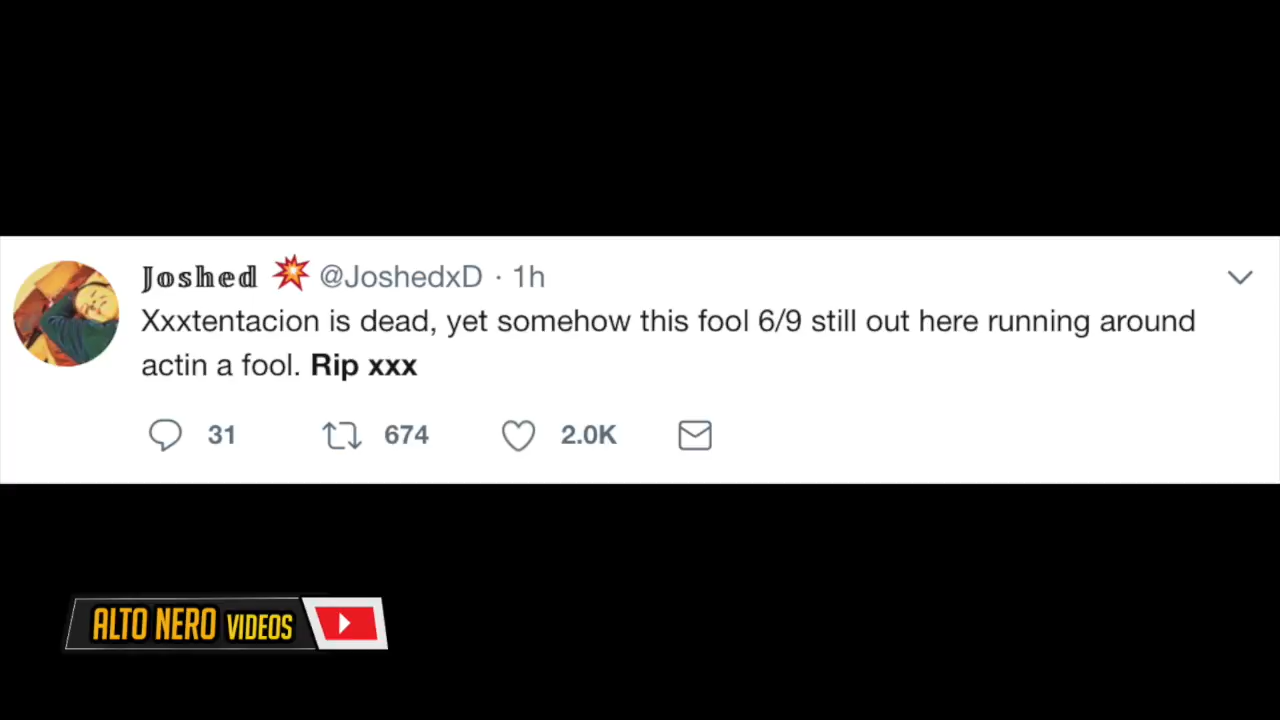 Joshed 💥 @JoshedxD · 1h
Xxxtentacion is dead, yet somehow this fool 6/9 still out here running around
actin a fool. Rip xxx
31 674 2.0K
ALTO NERO VIDEOS